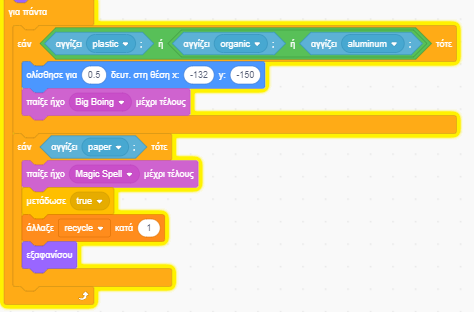 για πάντα
εάν αγγίζει plastic ; ή αγγίζει organic ; ή αγγίζει aluminum ; τότε
ολίσθησε για 0.5 δευτ. στη θέση x: -132 y: -150
παίξε ήχο Big Boing μέχρι τέλους
εάν αγγίζει paper ; τότε
παίξε ήχο Magic Spell μέχρι τέλους
μετάδωσε true
άλλαξε recycle κατά 1
εξαφανίσου